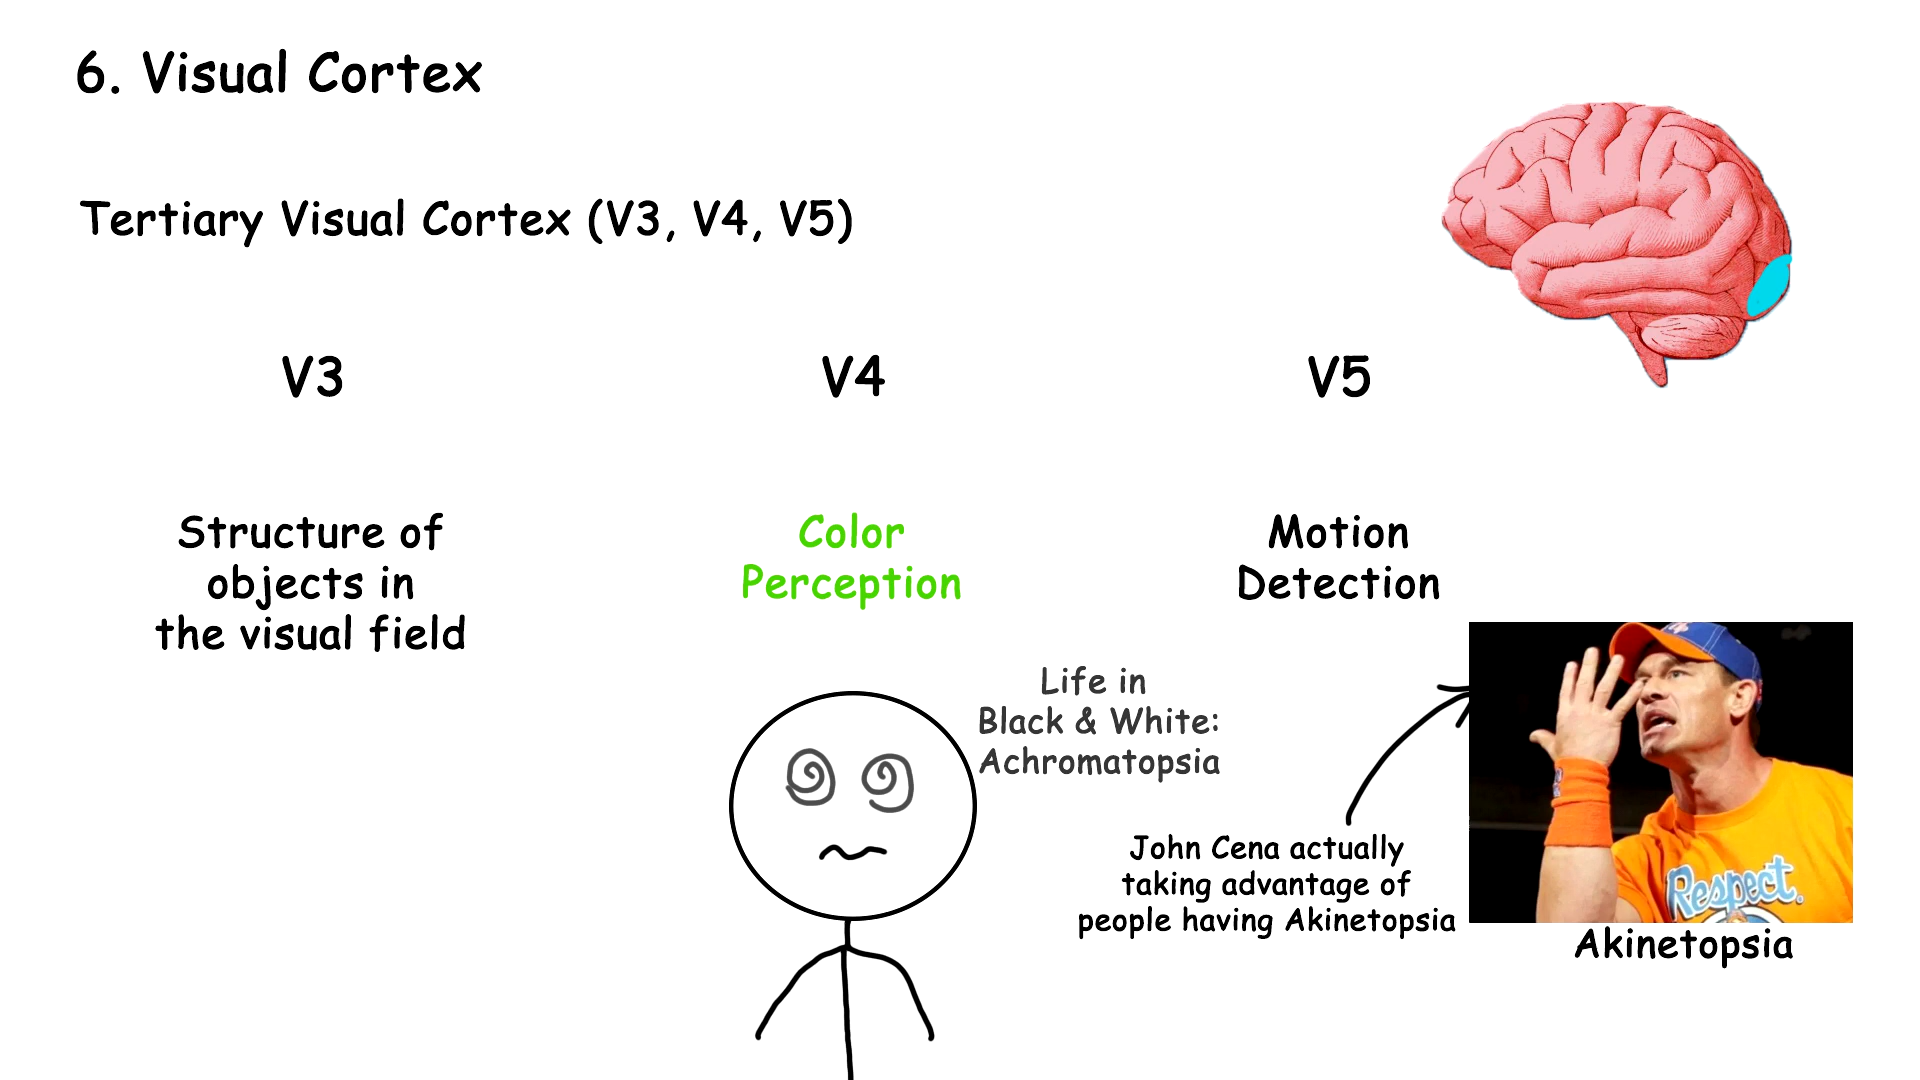 6. Visual Cortex
Tertiary Visual Cortex (V3, V4, V5)
V3
V4
V5
Structure of
objects in
the visual field
Color
Perception
Motion
Detection
Life in
Black & White:
Achromatopsia
John Cena actually
taking advantage of
people having Akinetopsia
Respect.
Akinetopsia